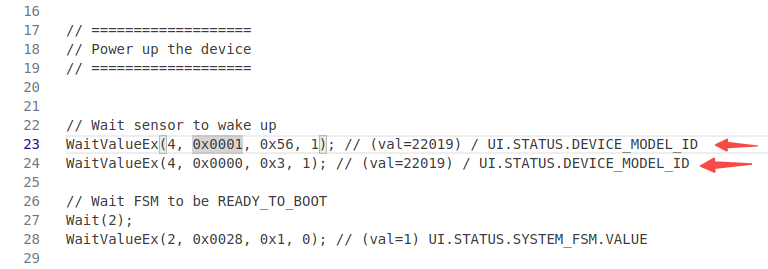 16
17 // ===================
18 // Power up the device
19 // ===================
20
21
22 // Wait sensor to wake up
23 WaitValueEx(4, 0x0001, 0x56, 1); // (val=22019) / UI.STATUS.DEVICE_MODEL_ID
24 WaitValueEx(4, 0x0000, 0x3, 1); // (val=22019) / UI.STATUS.DEVICE_MODEL_ID
25
26 // Wait FSM to be READY_TO_BOOT
27 Wait(2);
28 WaitValueEx(2, 0x0028, 0x1, 0); // (val=1) UI.STATUS.SYSTEM_FSM.VALUE
29